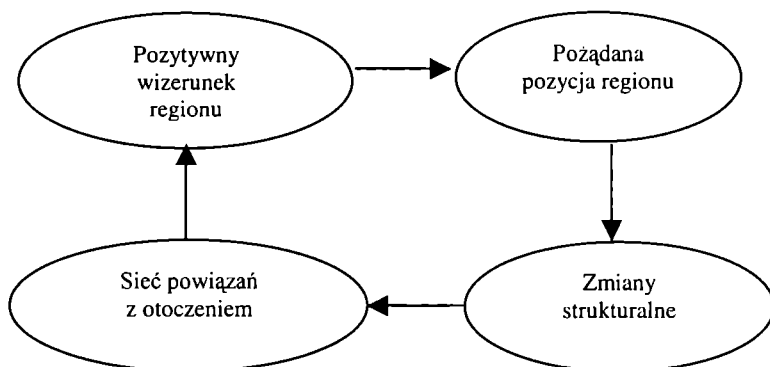 Pozytywny
wizerunek
regionu
Pożądana
pozycja regionu
Sieć powiązań
z otoczeniem
Zmiany
strukturalne